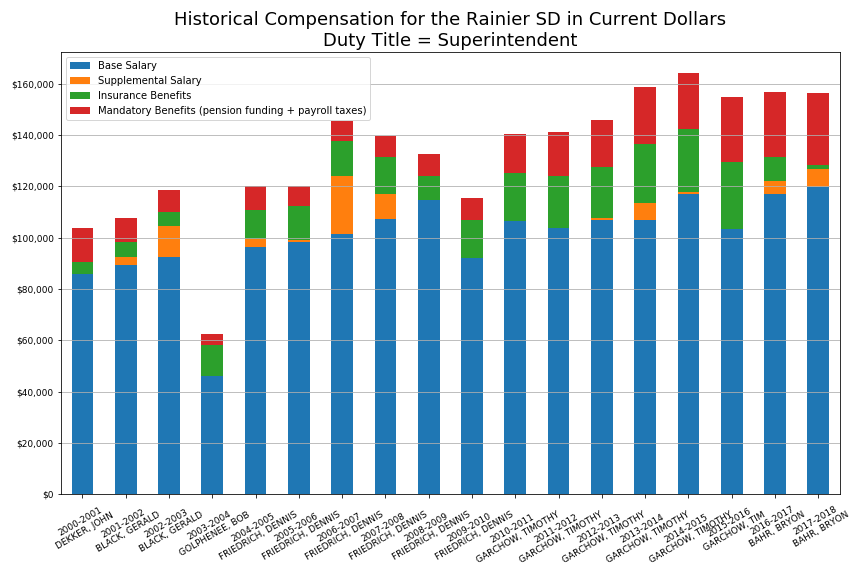 Historical Compensation for the Rainier SD in Current Dollars
Duty Title = Superintendent
Base Salary
Supplemental Salary
Insurance Benefits
Mandatory Benefits (pension funding + payroll taxes)
$160,000
$140,000
$120,000
$100,000
$80,000
$60,000
$40,000
$20,000
$0
2000-2001
DEKKER, JOHN
2001-2002
BLACK, GERALD
2002-2003
BLACK, GERALD
2003-2004
GOLPHENEE, BOB
2004-2005
FRIEDRICH, DENNIS
2005-2006
FRIEDRICH, DENNIS
2006-2007
FRIEDRICH, DENNIS
2007-2008
FRIEDRICH, DENNIS
2008-2009
FRIEDRICH, DENNIS
2009-2010
FRIEDRICH, DENNIS
2010-2011
GARCHOW, TIMOTHY
2011-2012
GARCHOW, TIMOTHY
2012-2013
GARCHOW, TIMOTHY
2013-2014
GARCHOW, TIMOTHY
2014-2015
GARCHOW, TIMOTHY
2015-2016
GARCHOW, TIM
2016-2017
BAHR, BRYON
2017-2018
BAHR, BRYON